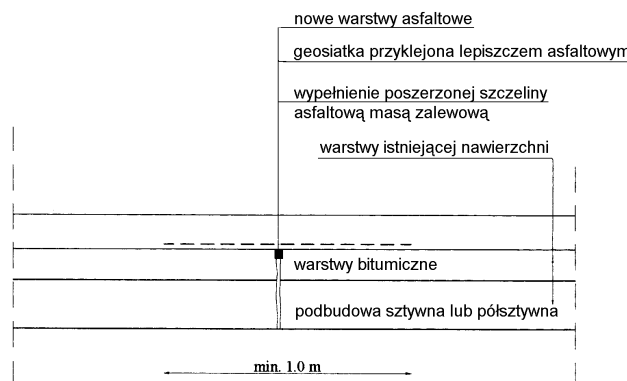 nowe warstwy asfaltowe
geosiatka przyklejona lepiszczem asfaltowym
wypełnienie poszerzonej szczeliny
asfaltową masą zalewową
warstwy istniejącej nawierzchni
warstwy bitumiczne
podbudowa sztywna lub półsztywna
min. 1.0 m